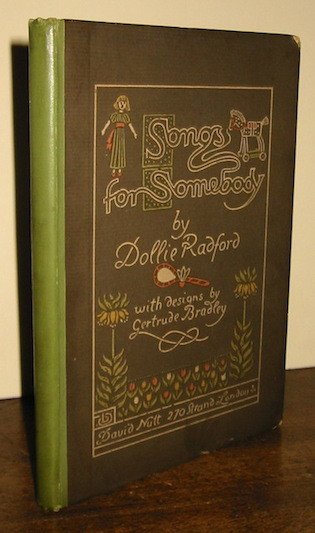 Songs
for Somebody
by
Dollie Radford
with designs by
Gertrude Bradley
David Nutt 270 Strand London